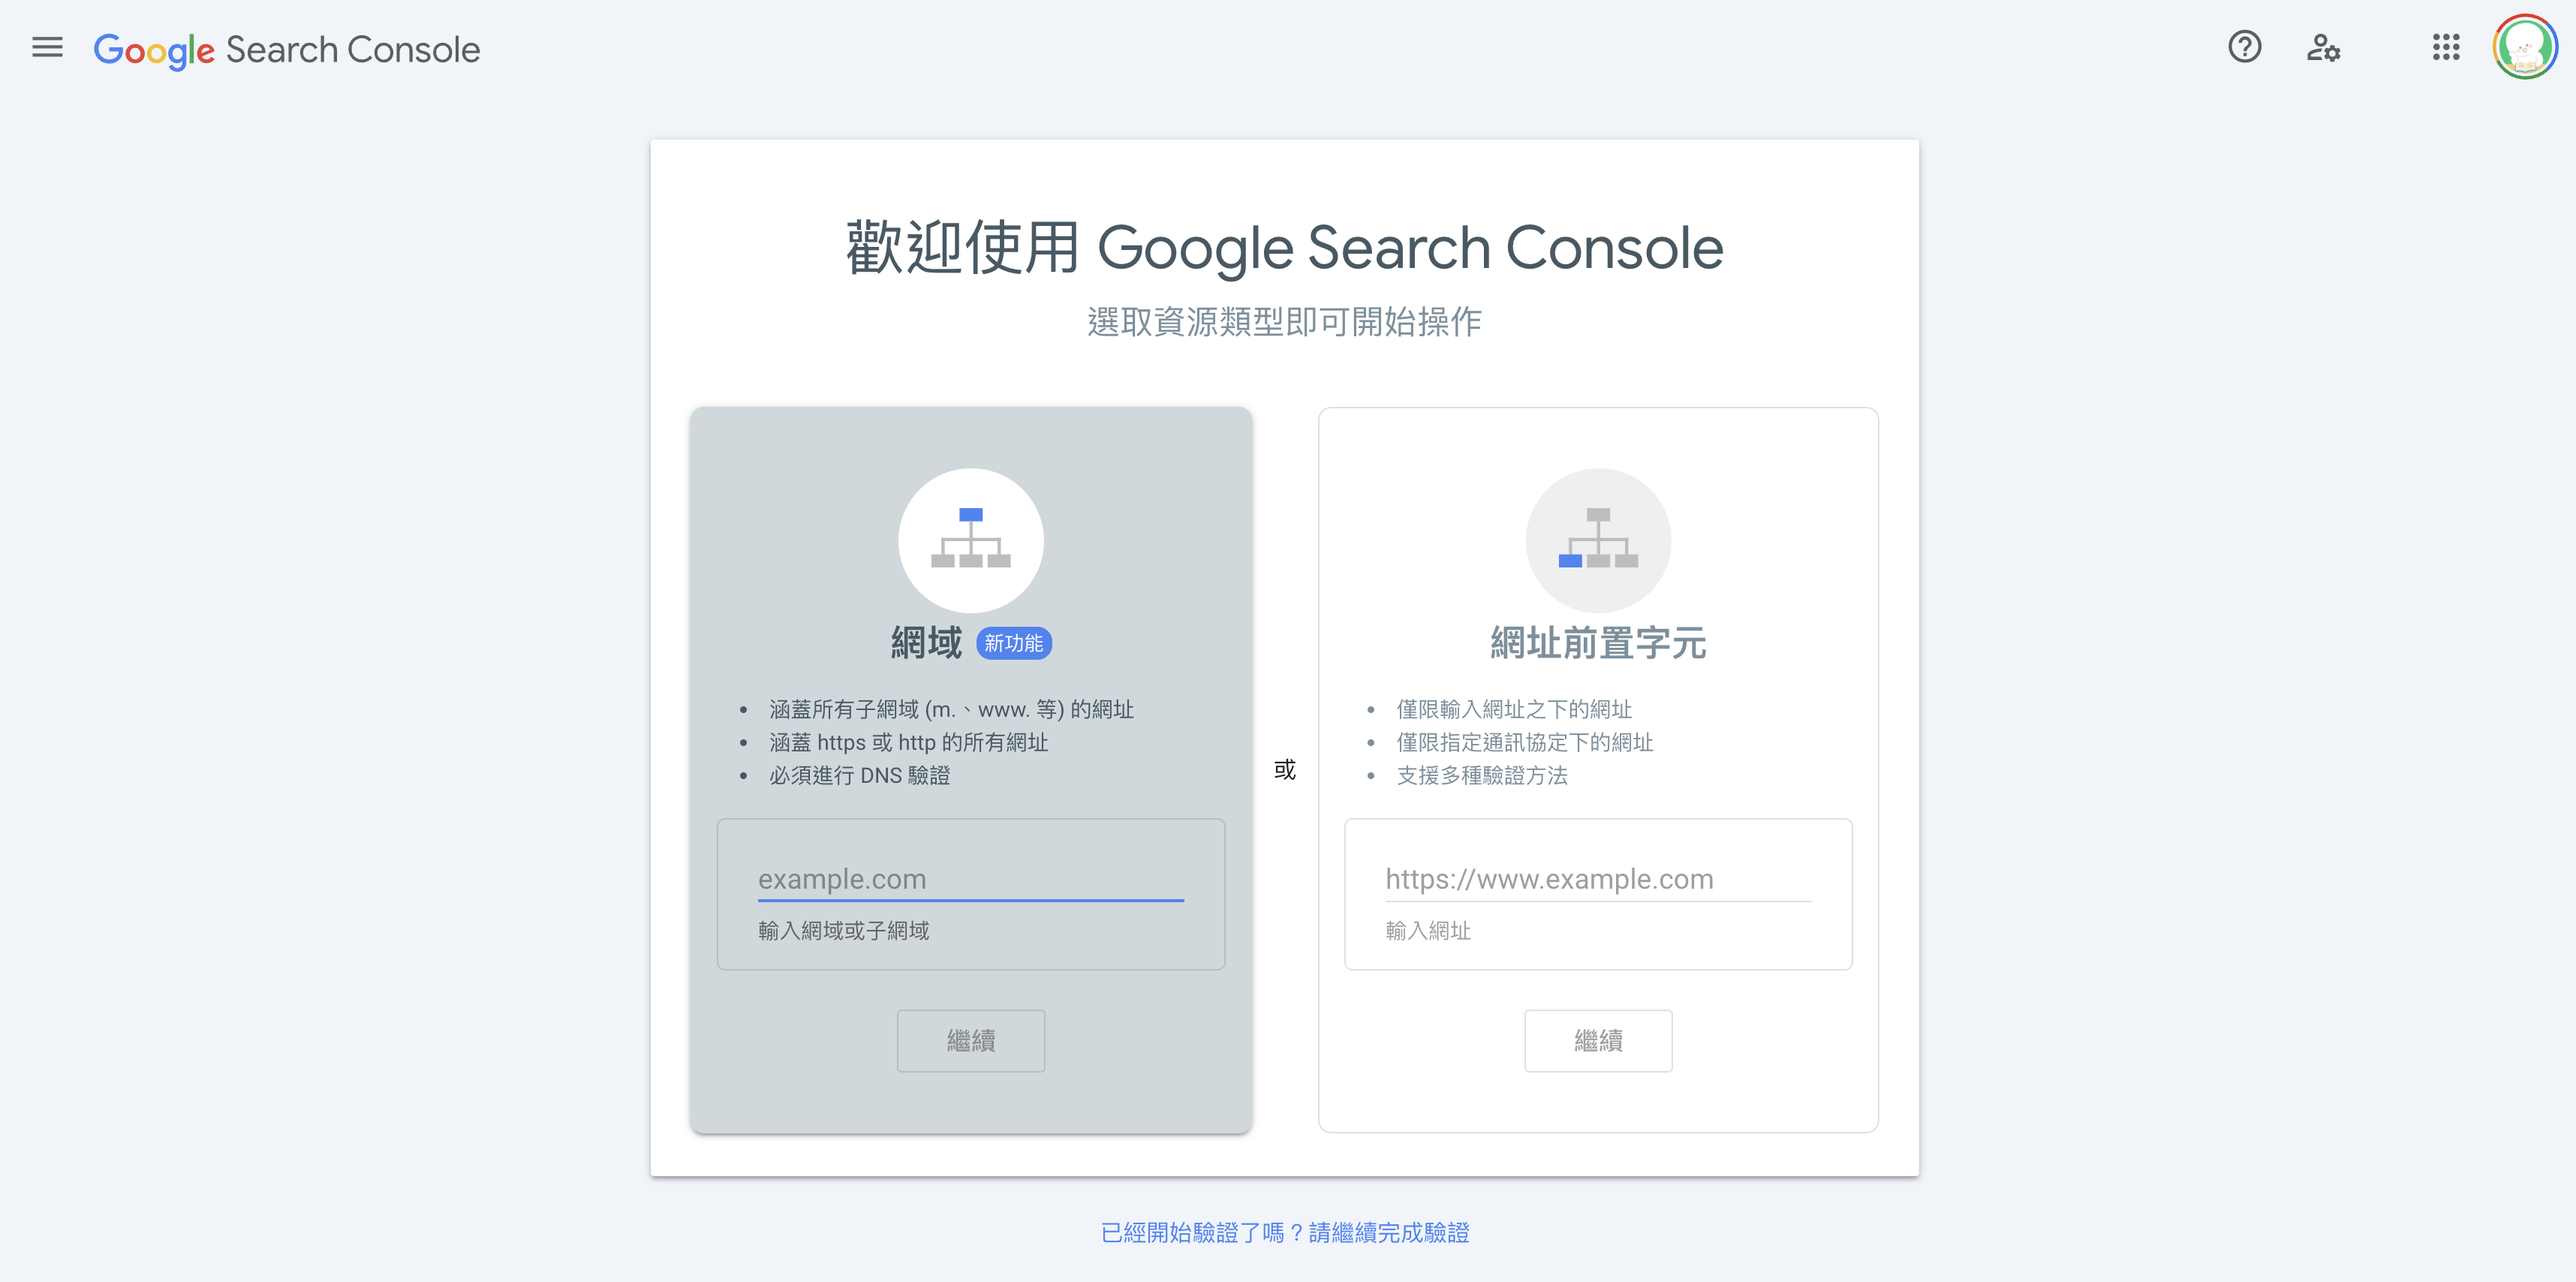 Google Search Console
歡迎使用 Google Search Console
選取資源類型即可開始操作
網域 新功能
• 涵蓋所有子網域 (m.、www. 等) 的網址
• 涵蓋 https 或 http 的所有網址
• 必須進行 DNS 驗證
example.com
輸入網域或子網域
繼續
或
網址前置字元
• 僅限輸入網址之下的網址
• 僅限指定通訊協定下的網址
• 支援多種驗證方法
https://www.example.com
輸入網址
繼續
已經開始驗證了嗎？請繼續完成驗證